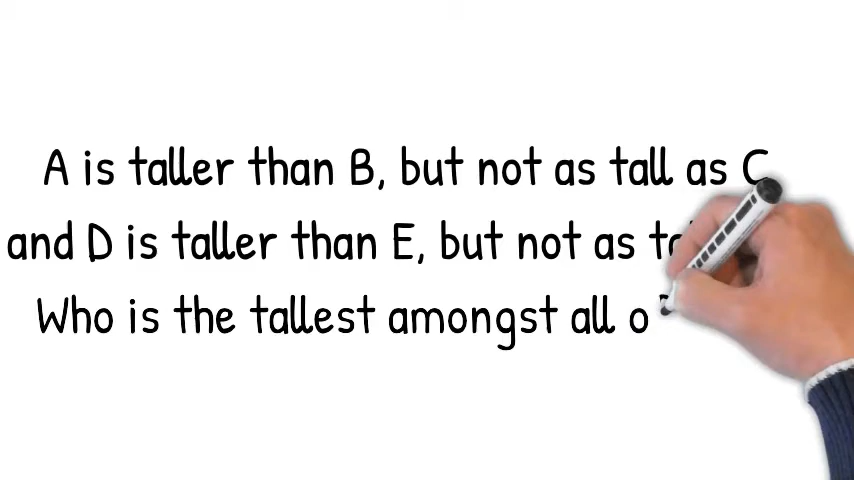 A is taller than B, but not as tall as C
and D is taller than E, but not as
Who is the tallest amongst all